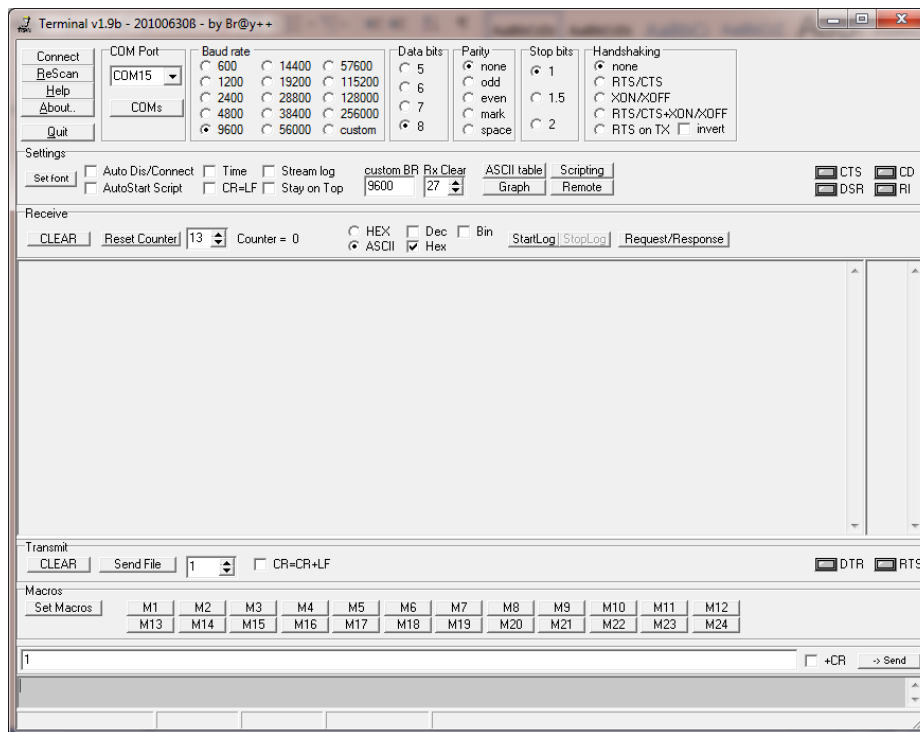 Terminal v1.9b - 20100630ß - by Br@y++
Connect
ReScan
Help
About..
Quit
COM Port
COM15
COMs
Baud rate
600 14400 57600
1200 19200 115200
2400 28800 128000
4800 38400 256000
9600 56000 custom
Data bits
5
6
7
8
Parity
none
odd
even
mark
space
Stop bits
1
1.5
2
Handshaking
none
RTS/CTS
XON/XOFF
RTS/CTS+XON/XOFF
RTS on TX invert
Settings
Set font
Auto Dis/Connect Time Stream log
AutoStart Script CR=LF Stay on Top
custom BR Rx Clear
9600 27
ASCII table Scripting
Graph Remote
CTS CD
DSR RI
Receive
CLEAR Reset Counter 13 Counter = 0
HEX Dec Bin
ASCII Hex
StartLog StopLog Request/Response
Transmit
CLEAR Send File 1 CR=CR+LF DTR RTS
Macros
Set Macros M1 M2 M3 M4 M5 M6 M7 M8 M9 M10 M11 M12
M13 M14 M15 M16 M17 M18 M19 M20 M21 M22 M23 M24
1 +CR -> Send